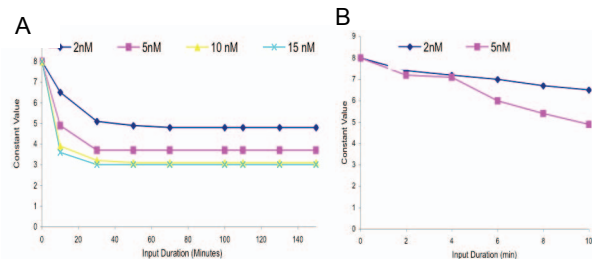 A
2nM 5nM 10 nM 15 nM
Constant Value
9
8
7
6
5
4
3
2
1
0
0 20 40 60 80 100 120 140
Input Duration (Minutes)
B
2nM 5nM
Constant Value
9
8
7
6
5
4
3
2
1
0
0 2 4 6 8 10
Input Duration (min)